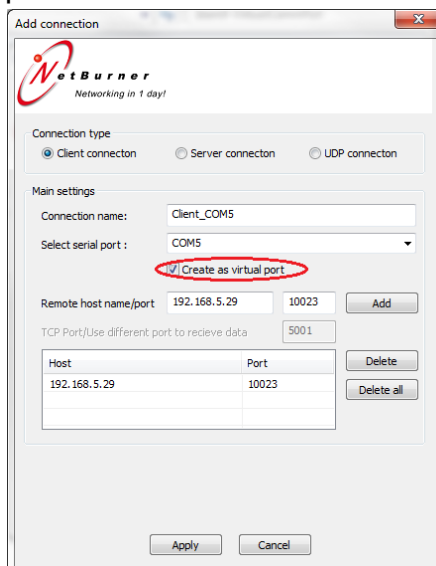 Add connection
NetBurner
Networking in 1 day!
Connection type
Client connecton
Server connecton
UDP connecton
Main settings
Connection name: Client_COM5
Select serial port : COM5
Create as virtual port
Remote host name/port 192.168.5.29 10023 Add
TCP Port/Use different port to recieve data 5001
Host Port Delete
192.168.5.29 10023 Delete all
Apply Cancel